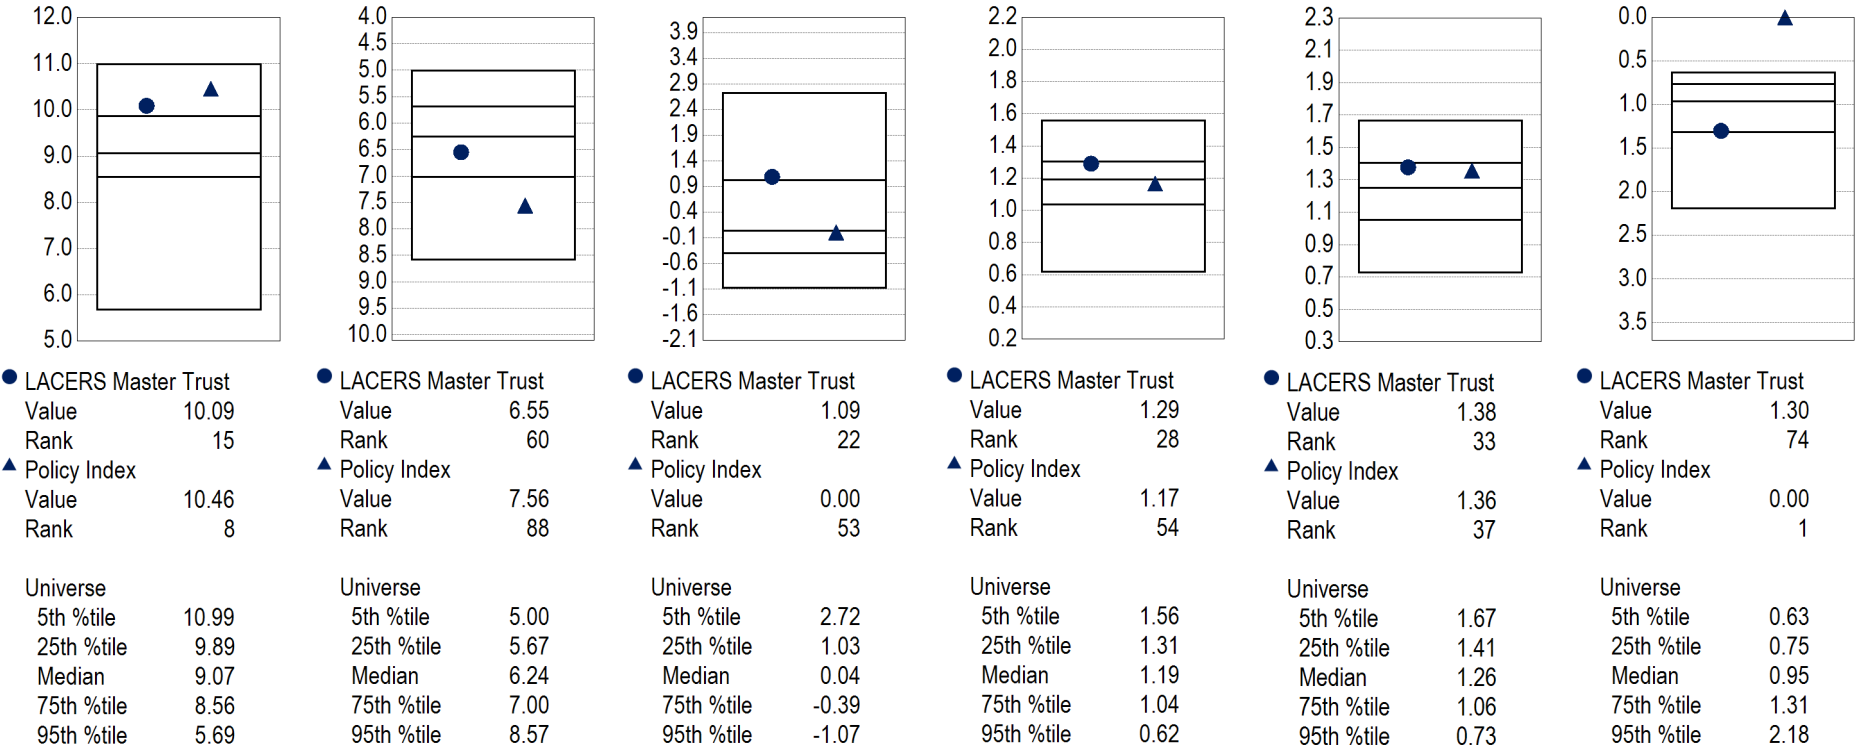 12.0
11.0
10.0
9.0
8.0
7.0
6.0
5.0
LACERS Master Trust
Value 10.09
Rank 15
Policy Index
Value 10.46
Rank 8
Universe
5th %tile 10.99
25th %tile 9.89
Median 9.07
75th %tile 8.56
95th %tile 5.69
4.0
4.5
5.0
5.5
6.0
6.5
7.0
7.5
8.0
8.5
9.0
9.5
10.0
LACERS Master Trust
Value 6.55
Rank 60
Policy Index
Value 7.56
Rank 88
Universe
5th %tile 5.00
25th %tile 5.67
Median 6.24
75th %tile 7.00
95th %tile 8.57
3.9
3.4
2.9
2.4
1.9
1.4
0.9
0.4
-0.1
-0.6
-1.1
-1.6
-2.1
LACERS Master Trust
Value 1.09
Rank 22
Policy Index
Value 0.00
Rank 53
Universe
5th %tile 2.72
25th %tile 1.03
Median 0.04
75th %tile -0.39
95th %tile -1.07
2.2
2.0
1.8
1.6
1.4
1.2
1.0
0.8
0.6
0.4
0.2
LACERS Master Trust
Value 1.29
Rank 28
Policy Index
Value 1.17
Rank 54
Universe
5th %tile 1.56
25th %tile 1.31
Median 1.19
75th %tile 1.04
95th %tile 0.62
2.3
2.1
1.9
1.7
1.5
1.3
1.1
0.9
0.7
0.5
0.3
LACERS Master Trust
Value 1.38
Rank 33
Policy Index
Value 1.36
Rank 37
Universe
5th %tile 1.67
25th %tile 1.41
Median 1.26
75th %tile 1.06
95th %tile 0.73
0.0
0.5
1.0
1.5
2.0
2.5
3.0
3.5
LACERS Master Trust
Value 1.30
Rank 74
Policy Index
Value 0.00
Rank 1
Universe
5th %tile 0.63
25th %tile 0.75
Median 0.95
75th %tile 1.31
95th %tile 2.18